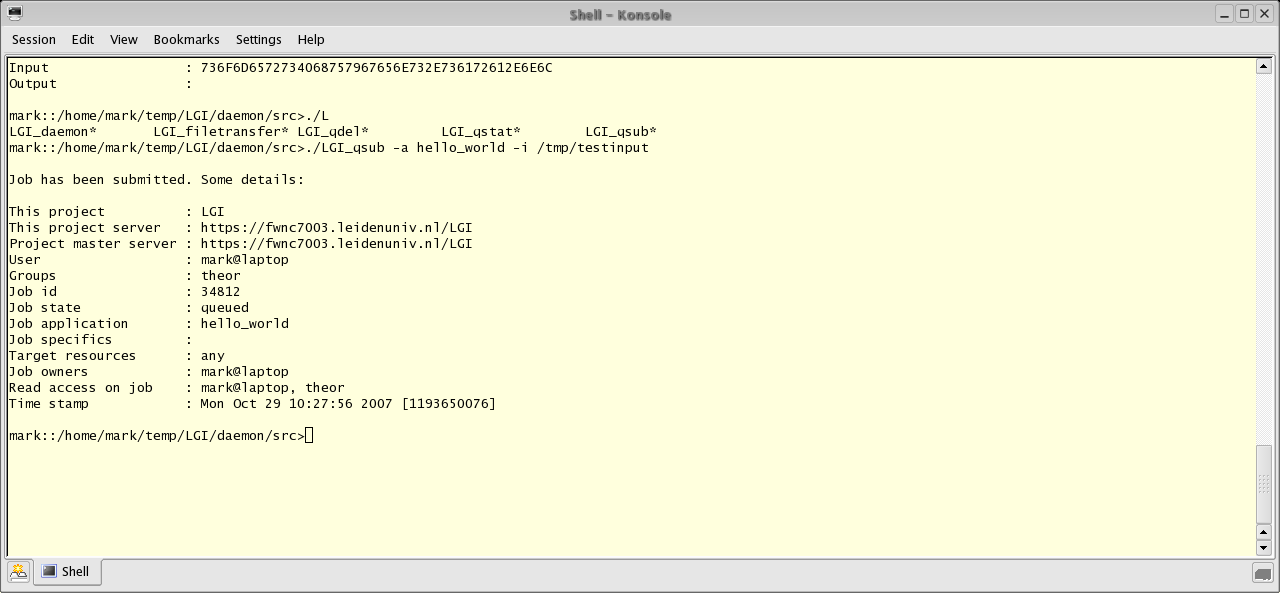 Shell - Konsole
Session Edit View Bookmarks Settings Help
Input : 736F6D6572734068757967656E732E736172612E6E6C
Output :
mark::/home/mark/temp/LGI/daemon/src>./L
LGI_daemon* LGI_filetransfer* LGI_qdel* LGI_qstat* LGI_qsub*
mark::/home/mark/temp/LGI/daemon/src>./LGI_qsub -a hello_world -i /tmp/testinput
Job has been submitted. Some details:
This project : LGI
This project server : https://fwnc7003.leidenuniv.nl/LGI
Project master server : https://fwnc7003.leidenuniv.nl/LGI
User : mark@laptop
Groups : theor
Job id : 34812
Job state : queued
Job application : hello_world
Job specifics :
Target resources : any
Job owners : mark@laptop
Read access on job : mark@laptop, theor
Time stamp : Mon Oct 29 10:27:56 2007 [1193650076]
mark::/home/mark/temp/LGI/daemon/src>
Shell